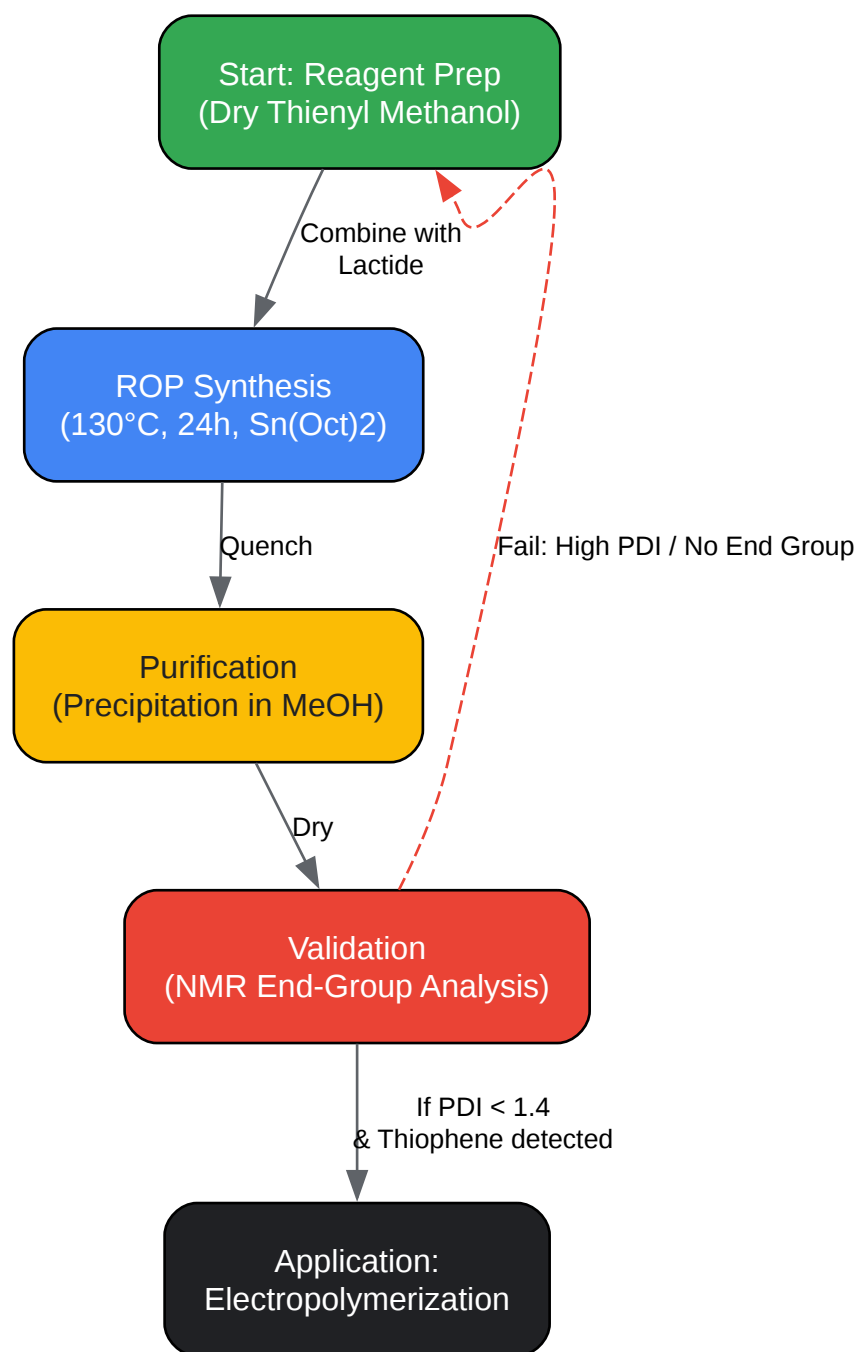 Start: Reagent Prep
(Dry Thienyl Methanol)
Combine with
Lactide
ROP Synthesis
(130°C, 24h, Sn(Oct)2)
Quench
Fail: High PDI / No End Group
Purification
(Precipitation in MeOH)
Dry
Validation
(NMR End-Group Analysis)
If PDI < 1.4
& Thiophene detected
Application:
Electropolymerization